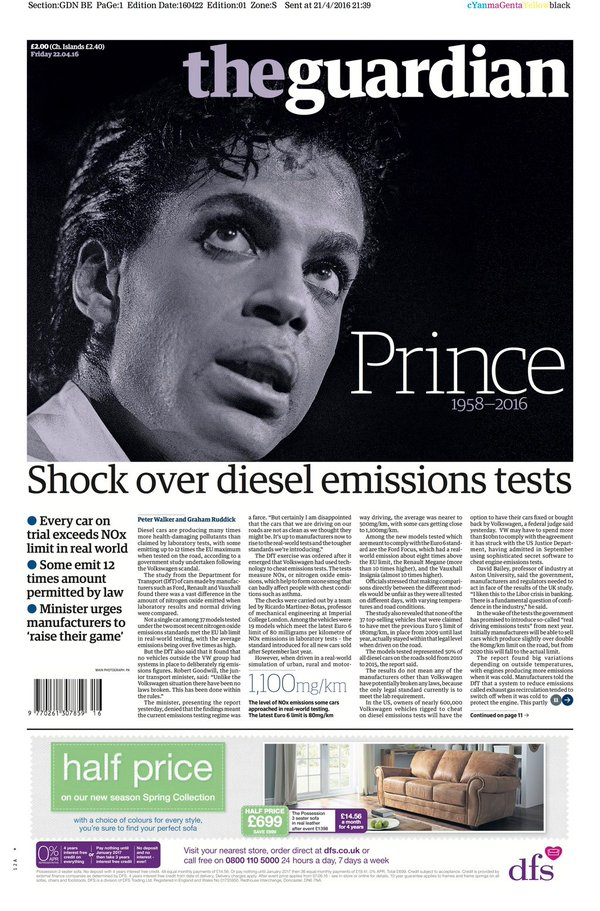 Section:GDN BE PaGe:1 Edition Date:160422 Edition:01 Zone:S Sent at 21/4/2016 21:39 cYanmaGentaYellowblack
£2.00 (Ch. Islands £2.40)
Friday 22.04.16
theguardian
Prince
1958—2016
Shock over diesel emissions tests
Every car on
trial exceeds NOx
limit in real world
Some emit 12
times amount
permitted by law
Minister urges
manufacturers to
'raise their game'
MAIN PHOTOGRAPH: PA
9 770261 307859 16
Peter Walker and Graham Ruddick
Diesel cars are producing many times
more health-damaging pollutants than
claimed by laboratory tests, with some
emitting up to 12 times the EU maximum
when tested on the road, according to a
government study undertaken following
the Volkswagen scandal.
The study from the Department for
Transport (DfT) of cars made by manufac-
turers such as Ford, Renault and Vauxhall
found there was a vast difference in the
amount of nitrogen oxide emitted when
laboratory results and normal driving
were compared.
Not a single car among 37 models tested
under the two most recent nitrogen oxide
emissions standards met the EU lab limit
in real-world testing, with the average
emissions being over five times as high.
But the DfT also said that it found that
no vehicles outside the VW group had
systems in place to deliberately rig emis-
sions figures. Robert Goodwill, the jun-
ior transport minister, said: "Unlike the
Volkswagen situation there have been no
laws broken. This has been done within
the rules."
The minister, presenting the report
yesterday, denied that the findings meant
the current emissions testing regime was
a farce. "But certainly I am disappointed
that the cars that we are driving on our
roads are not as clean as we thought they
might be. It's up to manufacturers now to
rise to the real-world tests and the tougher
standards we're introducing."
The DfT exercise was ordered after it
emerged that Volkswagen had used tech-
nology to cheat emissions tests. The tests
measure NOx, or nitrogen oxide emis-
sions, which help to form ozone smog that
can badly affect people with chest condi-
tions such as asthma.
The checks were carried out by a team
led by Ricardo Martinez-Botas, professor
of mechanical engineering at Imperial
College London. Among the vehicles were
19 models which meet the latest Euro 6
limit of 80 milligrams per kilometre of
NOx emissions in laboratory tests - the
standard introduced for all new cars sold
after September last year.
However, when driven in a real-world
simulation of urban, rural and motor-
1,100mg/km
The level of NOx emissions some cars
approached in real-world testing.
The latest Euro 6 limit is 80mg/km
way driving, the average was nearer to
500mg/km, with some cars getting close
to 1,100mg/km.
Among the new models tested which
are meant to comply with the Euro 6 stand-
ard are the Ford Focus, which had a real-
world emission about eight times above
the EU limit, the Renault Megane (more
than 10 times higher), and the Vauxhall
Insignia (almost 10 times higher).
Officials stressed that making compari-
sons directly between the different mod-
els would be unfair as they were all tested
on different days, with varying tempera-
tures and road conditions.
The study also revealed that none of the
37 top-selling vehicles that were claimed
to have met the previous Euro 5 limit of
180mg/km, in place from 2009 until last
year, actually stayed within that legal level
when driven on the road.
The models tested represented 50% of
all diesel cars on the roads sold from 2010
to 2015, the report said.
The results do not mean any of the
manufacturers other than Volkswagen
have potentially broken any laws, because
the only legal standard currently is to
meet the lab requirement.
In the US, owners of nearly 600,000
Volkswagen vehicles rigged to cheat
on diesel emissions tests will have the
option to have their cars fixed or bought
back by Volkswagen, a federal judge said
yesterday. VW may have to spend more
than $10bn to comply with the agreement
it has struck with the US Justice Depart-
ment, having admitted in September
using sophisticated secret software to
cheat engine emissions tests.
David Bailey, professor of industry at
Aston University, said the government,
manufacturers and regulators needed to
act in face of the results of the UK study.
"I liken this to the Libor crisis in banking.
There is a fundamental question of confi-
dence in the industry," he said.
In the wake of the tests the government
has promised to introduce so-called "real
driving emissions tests" from next year.
Initially manufacturers will be able to sell
cars which produce slightly over double
the 80mg/km limit on the road, but from
2020 this will fall to the actual limit.
The report found big variations
depending on outside temperatures,
with engines producing more emissions
when it was cold. Manufacturers told the
DfT that a system to reduce emissions
called exhaust gas recirculation tended to
switch off when it was cold to
protect the engine. This partly
Continued on page 11 →
half price
on our new season Spring Collection
with a choice of colours for every style,
you're sure to find your perfect sofa
HALF PRICE
£699
SAVE £699
The Possession
3 seater sofa
in real leather
after event £1398
£14.56
a month
for 4 years
0% APR
4 years
interest free
credit on
everything
or
Pay nothing until
January 2017
then take 3 years
interest free credit
No deposit
and no
interest -
ever!
Visit your nearest store, order direct at dfs.co.uk or
call free on 0800 110 5000 24 hours a day, 7 days a week
dfs
12A